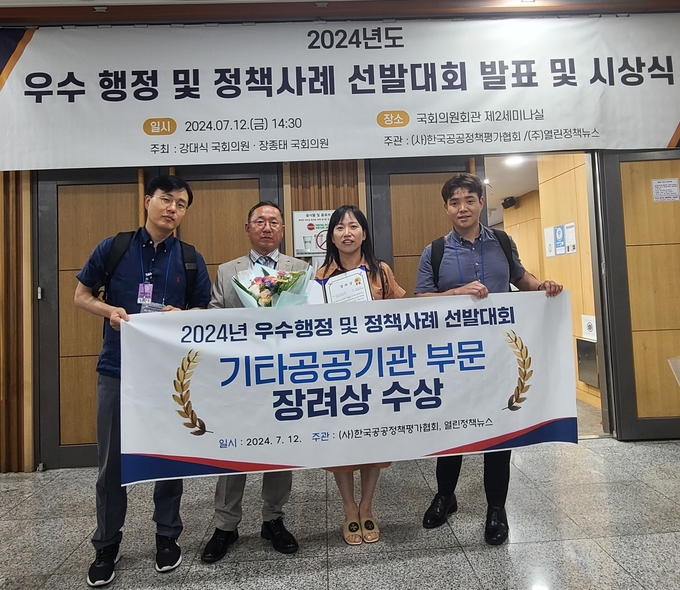 2024년도
우수 행정 및 정책사례 선발대회 발표 및 시상식
일시 2024.07.12.(금) 14:30
장소 국회의원회관 제2세미나실
주최 : 강대식 국회의원 · 장종태 국회의원
주관 : (사)한국공공정책평가협회 /(주)열린정책뉴스
2024년 우수행정 및 정책사례 선발대회
기타공공기관 부문
장려상 수상
일시 : 2024. 7. 12. 주관 : (사)한국공공정책평가협회, 열린정책뉴스